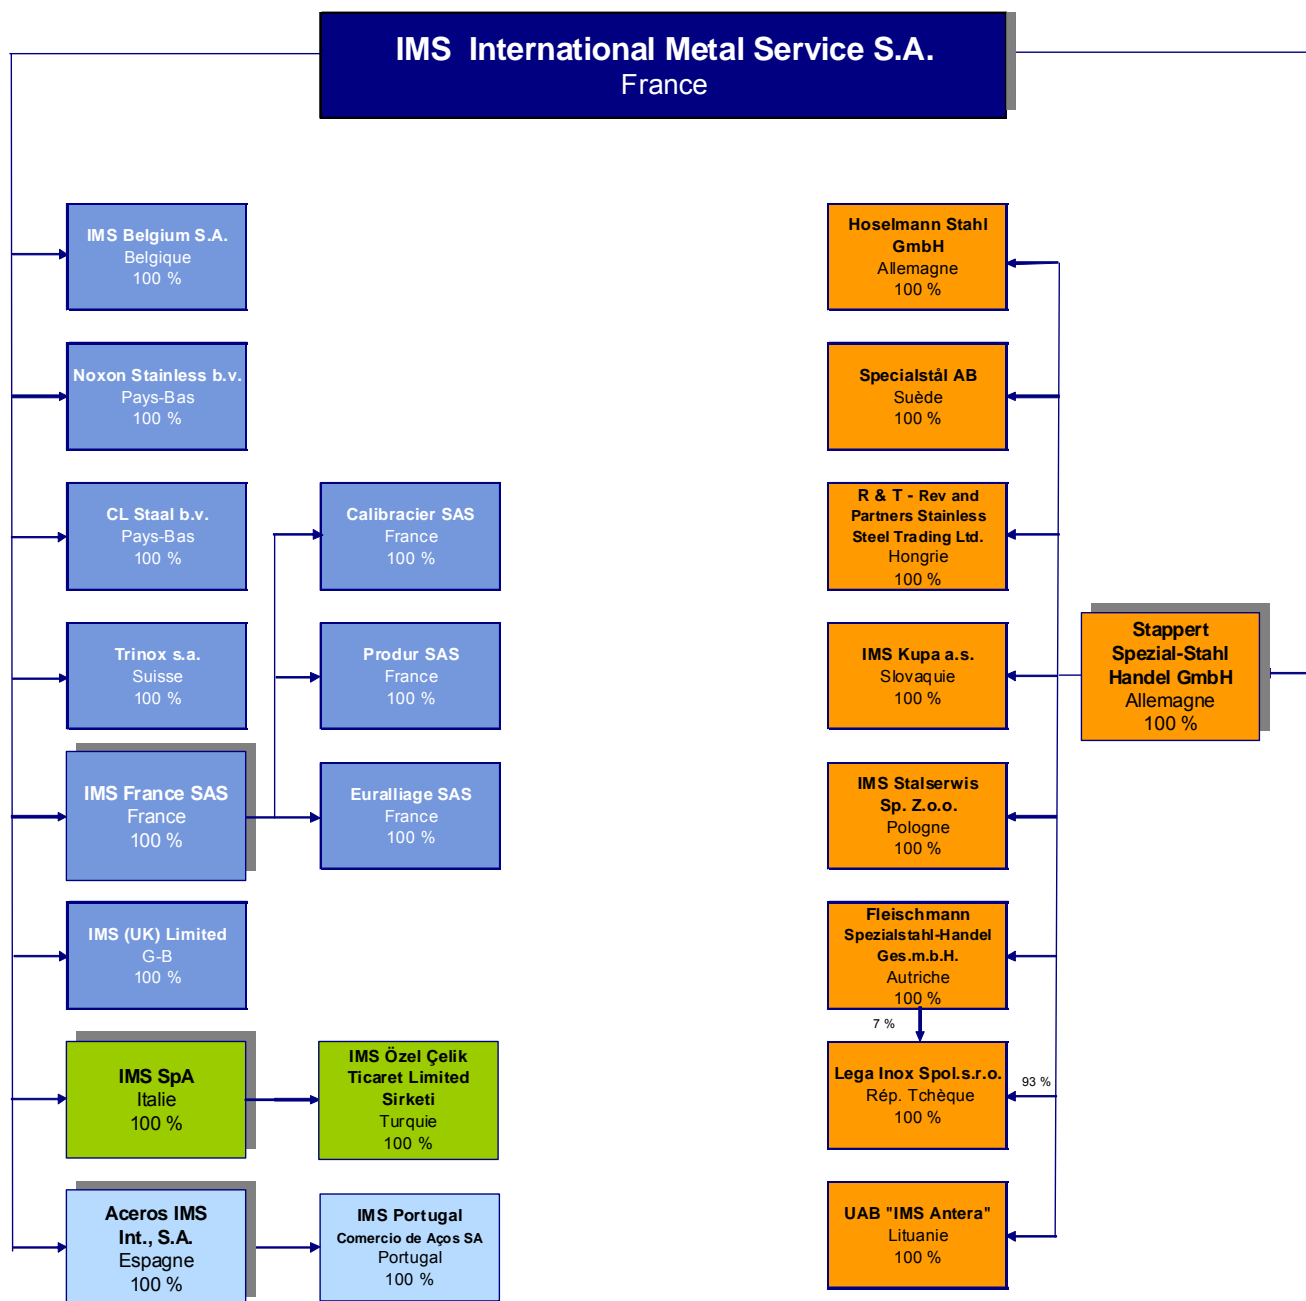 IMS  International Metal Service S.A.
France
IMS Belgium S.A.
Belgique
100 %
Noxon Stainless b.v.
Pays-Bas
100 %
CL Staal b.v.
Pays-Bas
100 %
Trinox s.a.
Suisse
100 %
IMS France SAS
France
100 %
IMS (UK) Limited
G-B
100 %
IMS SpA
Italie
100 %
Aceros IMS
Int., S.A.
Espagne
100 %
Calibracier SAS
France
100 %
Produr SAS
France
100 %
Euralliage SAS
France
100 %
IMS Özel Çelik
Ticaret Limited
Sirketi
Turquie
100 %
IMS Portugal
Comercio de Aços SA
Portugal
100 %
Hoselmann Stahl
GmbH
Allemagne
100 %
Specialstål AB
Suède
100 %
R & T - Rev and
Partners Stainless
Steel Trading Ltd.
Hongrie
100 %
IMS Kupa a.s.
Slovaquie
100 %
IMS Stalserwis
Sp. Z.o.o.
Pologne
100 %
Fleischmann
Spezialstahl-Handel
Ges.m.b.H.
Autriche
100 %
7 %
Lega Inox Spol.s.r.o.
Rép. Tchèque
100 %
93 %
UAB "IMS Antera"
Lituanie
100 %
Stappert
Spezial-Stahl
Handel GmbH
Allemagne
100 %